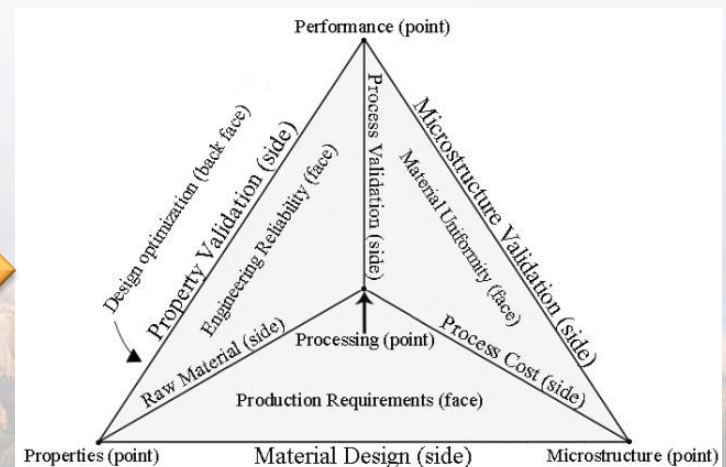 Performance (point)
Design optimization (back face)
Property Validation (side)
Engineering Reliability (face)
Process Validation (side)
Material Uniformity (face)
Microstructure Validation (side)
Raw Material (side)
Processing (point)
Process Cost (side)
Production Requirements (face)
Properties (point)
Material Design (side)
Microstructure (point)